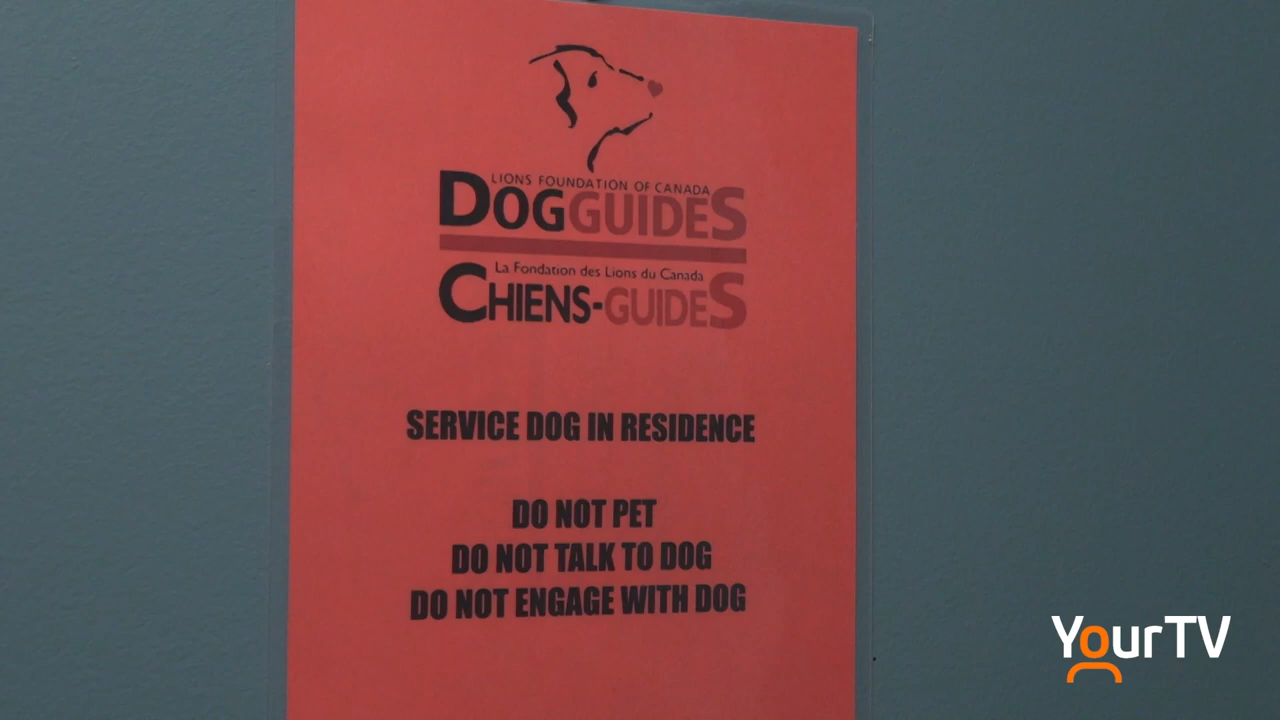 LIONS FOUNDATION OF CANADA
DOGGUIDES
La Fondation des Lions du Canada
CHIENS-GUIDES
SERVICE DOG IN RESIDENCE
DO NOT PET
DO NOT TALK TO DOG
DO NOT ENGAGE WITH DOG
YourTV